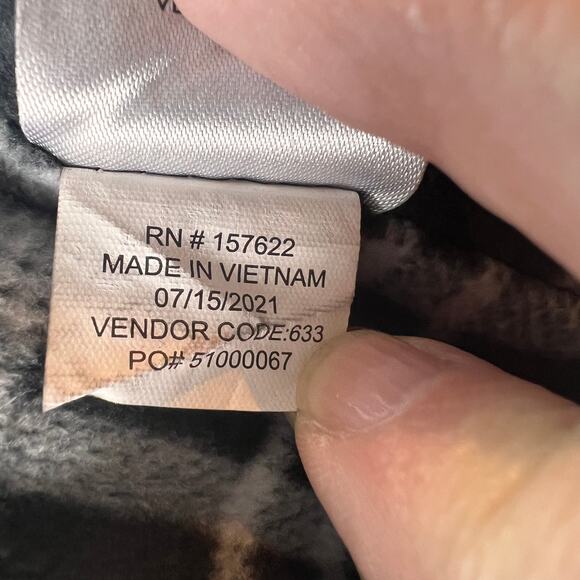 RN # 157622
MADE IN VIETNAM
07/15/2021
VENDOR CODE:633
PO# 51000067